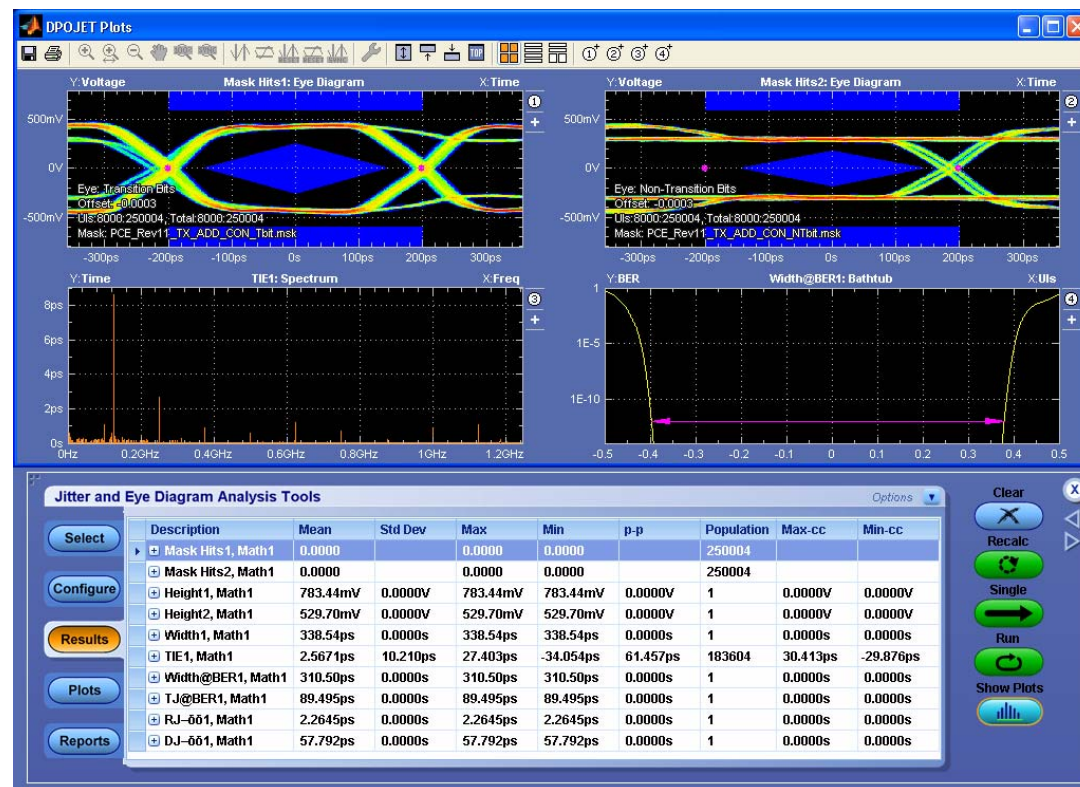 DPOJET Plots
TOP
Y:Voltage Mask Hits1: Eye Diagram X:Time
500mV
0V
-500mV
Eye: Transition Bits
Offset: -0.0003
UIs:8000:250004, Total:8000:250004
Mask: PCE_Rev11_TX_ADD_CON_Tbit.msk
-300ps -200ps -100ps 0s 100ps 200ps 300ps
1
+
Y:Voltage Mask Hits2: Eye Diagram X:Time
500mV
0V
-500mV
Eye: Non-Transition Bits
Offset: -0.0003
UIs:8000:250004, Total:8000:250004
Mask: PCE_Rev11_TX_ADD_CON_NTbit.msk
-300ps -200ps -100ps 0s 100ps 200ps 300ps
2
+
Y:Time TIE1: Spectrum X:Freq
8ps
6ps
4ps
2ps
0s
0Hz 0.2GHz 0.4GHz 0.6GHz 0.8GHz 1GHz 1.2GHz
3
+
Y:BER Width@BER1: Bathtub X:UIs
1
1E-5
1E-10
-0.5 -0.4 -0.3 -0.2 -0.1 0 0.1 0.2 0.3 0.4 0.5
4
+
Jitter and Eye Diagram Analysis Tools Options
Select
Configure
Results
Plots
Reports
Description Mean Std Dev Max Min p-p Population Max-cc Min-cc
Mask Hits1, Math1 0.0000 0.0000 0.0000 250004
Mask Hits2, Math1 0.0000 0.0000 0.0000 250004
Height1, Math1 783.44mV 0.0000V 783.44mV 783.44mV 0.0000V 1 0.0000V 0.0000V
Height2, Math1 529.70mV 0.0000V 529.70mV 529.70mV 0.0000V 1 0.0000V 0.0000V
Width1, Math1 338.54ps 0.0000s 338.54ps 338.54ps 0.0000s 1 0.0000s 0.0000s
TIE1, Math1 2.5671ps 10.210ps 27.403ps -34.054ps 61.457ps 183604 30.413ps -29.876ps
Width@BER1, Math1 310.50ps 0.0000s 310.50ps 310.50ps 0.0000s 1 0.0000s 0.0000s
TJ@BER1, Math1 89.495ps 0.0000s 89.495ps 89.495ps 0.0000s 1 0.0000s 0.0000s
RJ–δδ1, Math1 2.2645ps 0.0000s 2.2645ps 2.2645ps 0.0000s 1 0.0000s 0.0000s
DJ–δδ1, Math1 57.792ps 0.0000s 57.792ps 57.792ps 0.0000s 1 0.0000s 0.0000s
Clear
Recalc
Single
Run
Show Plots
X